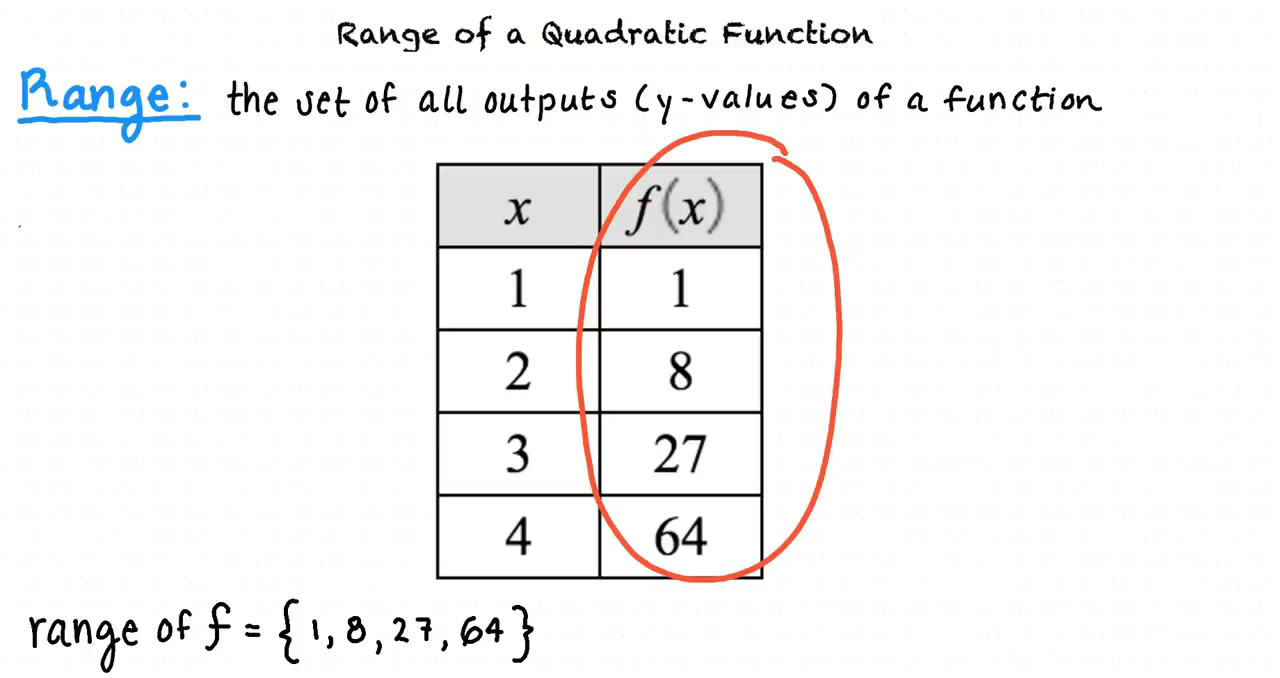 Range of a Quadratic Function
Range: the set of all outputs (y-values) of a function
x f(x)
1 1
2 8
3 27
4 64
range of f = {1, 8, 27, 64}